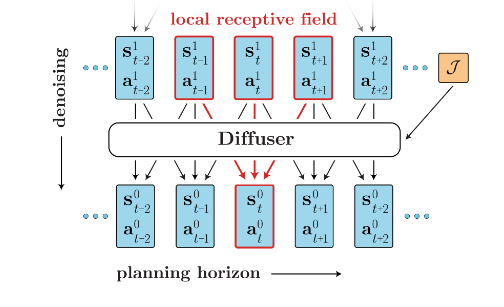 local receptive field
s¹ₜ₋₂ s¹ₜ₋₁ s¹ₜ s¹ₜ₊₁ s¹ₜ₊₂
a¹ₜ₋₂ a¹ₜ₋₁ a¹ₜ a¹ₜ₊₁ a¹ₜ₊₂
𝒥
denoising
Diffuser
s⁰ₜ₋₂ s⁰ₜ₋₁ s⁰ₜ s⁰ₜ₊₁ s⁰ₜ₊₂
a⁰ₜ₋₂ a⁰ₜ₋₁ a⁰ₜ a⁰ₜ₊₁ a⁰ₜ₊₂
planning horizon